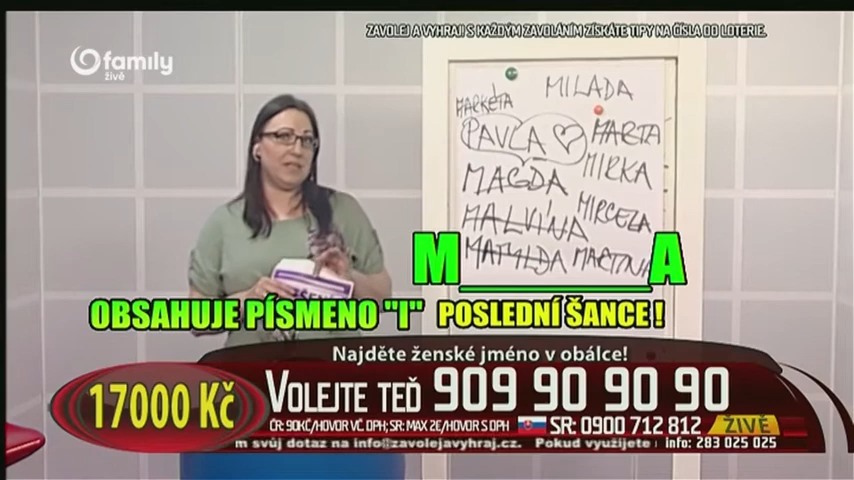 ZAVOLEJ A VYHRAJ S KAŽDÝM ZAVOLÁNÍM ZÍSKÁTE TIPY NA ČÍSLA DO LOTERIE.
family
živě
MILADA
MARKÉTA
PAVLA
MARTA
MIRKA
MAGDA
MIRCELA
MALVÍNA
MATYLDA
MARTINA
M A
OBSAHUJE PÍSMENO "I" POSLEDNÍ ŠANCE !
Najděte ženské jméno v obálce!
17000 Kč
VOLEJTE TEĎ 909 90 90 90
ČR: 90KČ/HOVOR VČ. DPH; SR: MAX 2E/HOVOR S DPH SR: 0900 712 812 ŽIVĚ
m svůj dotaz na info@zavolejavyhraj.cz. Pokud využijete i info: 283 025 025